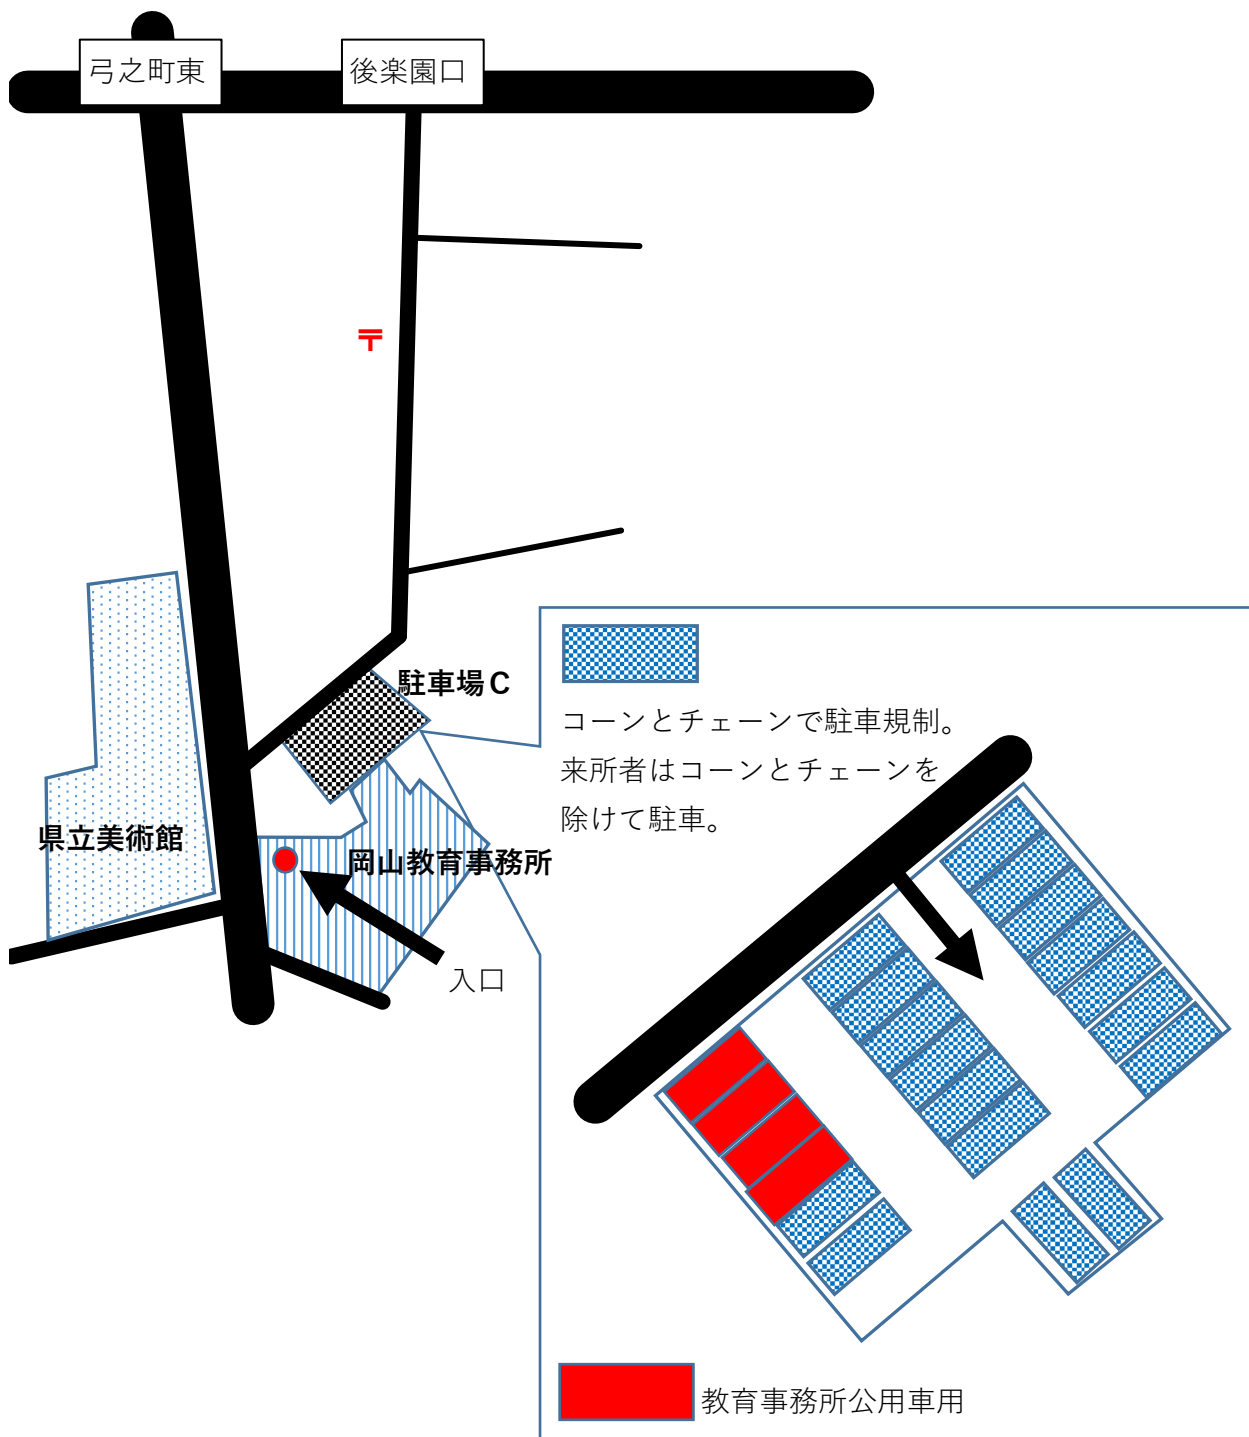 弓之町東
後楽園口
〒
駐車場C
コーンとチェーンで駐車規制。
来所者はコーンとチェーンを
除けて駐車。
県立美術館
岡山教育事務所
入口
教育事務所公用車用